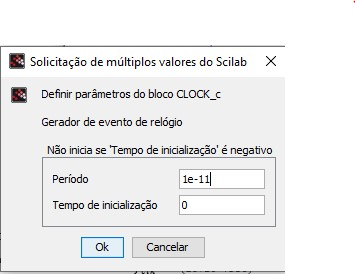 Solicitação de múltiplos valores do Scilab
Definir parâmetros do bloco CLOCK_c
Gerador de evento de relógio
Não inicia se 'Tempo de inicialização' é negativo
Período 1e-11
Tempo de inicialização 0
Ok Cancelar